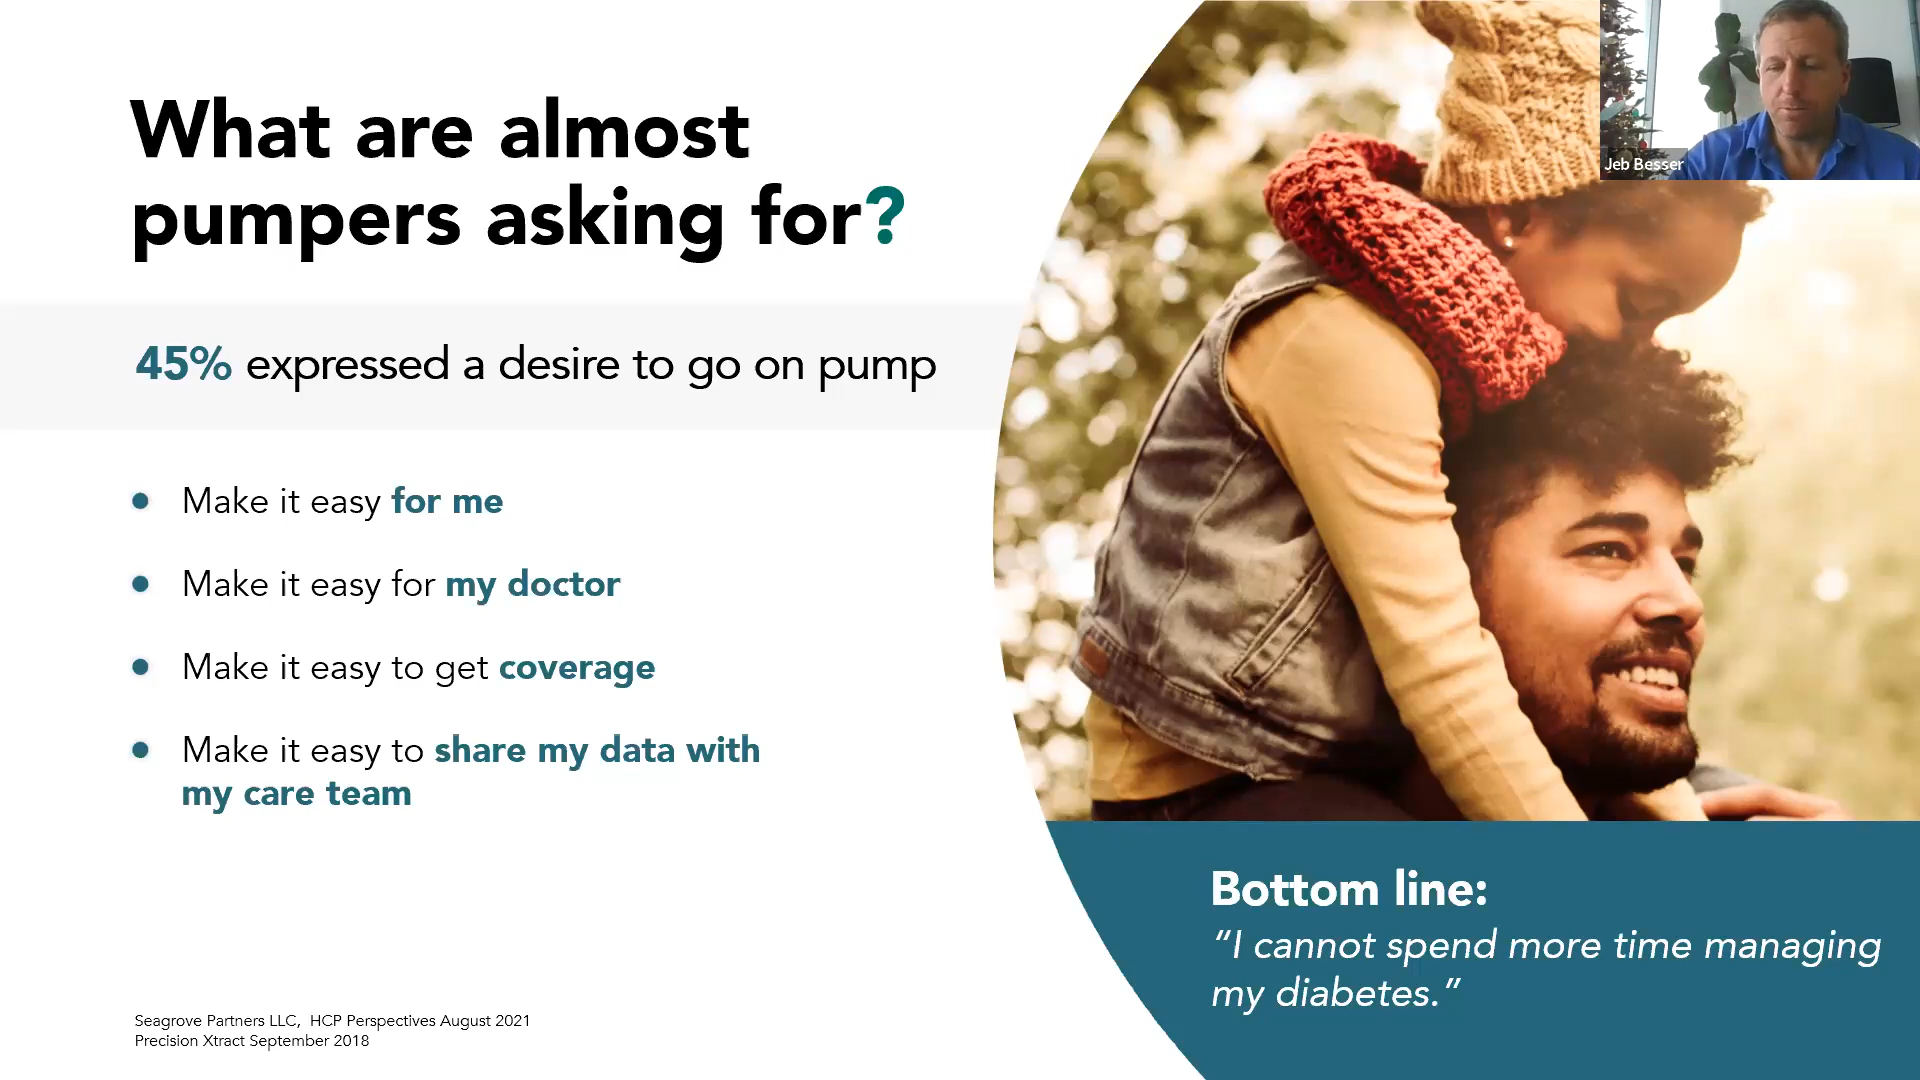 What are almost
pumpers asking for?
45% expressed a desire to go on pump
Make it easy for me
Make it easy for my doctor
Make it easy to get coverage
Make it easy to share my data with
my care team
Seagrove Partners LLC,  HCP Perspectives August 2021
Precision Xtract September 2018
Jeb Besser
Bottom line:
“I cannot spend more time managing
my diabetes.”